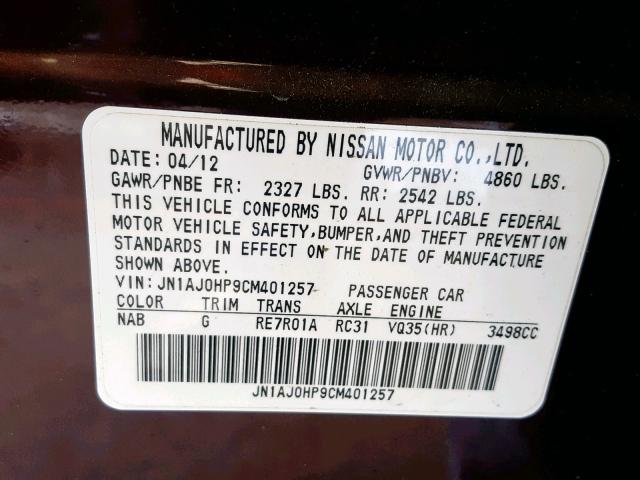 MANUFACTURED BY NISSAN MOTOR CO.,LTD.
DATE: 04/12 GVWR/PNBV: 4860 LBS.
GAWR/PNBE FR: 2327 LBS. RR: 2542 LBS.
THIS VEHICLE CONFORMS TO ALL APPLICABLE FEDERAL
MOTOR VEHICLE SAFETY,BUMPER,AND THEFT PREVENTION
STANDARDS IN EFFECT ON THE DATE OF MANUFACTURE
SHOWN ABOVE.
VIN:JN1AJ0HP9CM401257 PASSENGER CAR
COLOR TRIM TRANS AXLE ENGINE
NAB G RE7R01A RC31 VQ35(HR) 3498CC
JN1AJ0HP9CM401257